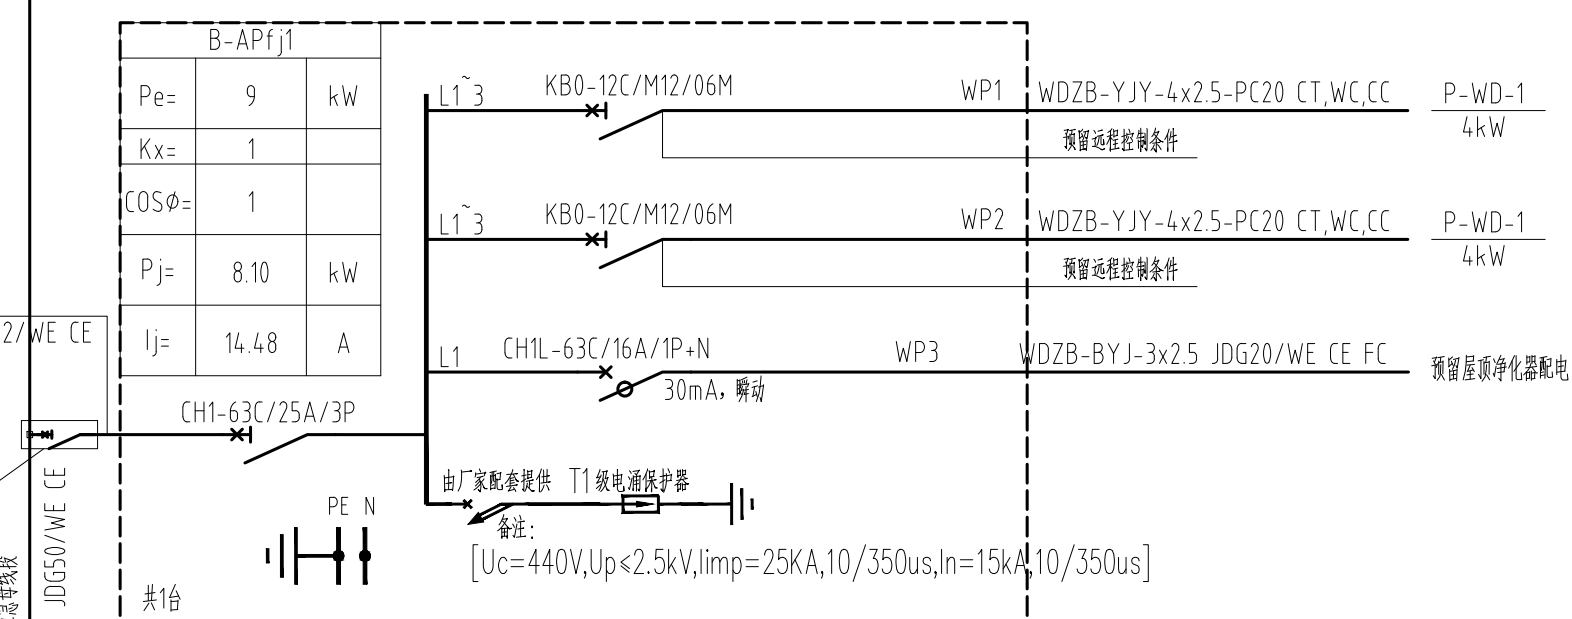 B-APfj1
Pe= 9 kW
Kx= 1
COSφ= 1
Pj= 8.10 kW
Ij= 14.48 A
L1~3 KB0-12C/M12/06M WP1 WDZB-YJY-4x2.5-PC20 CT,WC,CC P-WD-1
4kW
预留远程控制条件
L1~3 KB0-12C/M12/06M WP2 WDZB-YJY-4x2.5-PC20 CT,WC,CC P-WD-1
4kW
预留远程控制条件
2/WE CE
L1 CH1L-63C/16A/1P+N WP3 WDZB-BYJ-3x2.5 JDG20/WE CE FC 预留屋顶净化器配电
30mA,瞬动
CH1-63C/25A/3P
由厂家配套提供 T1级电涌保护器
备注:
[Uc=440V,Up≤2.5kV,Iimp=25KA,10/350us,In=15kA,10/350us]
PE N
JDG50/WE CE
母线段
共1台